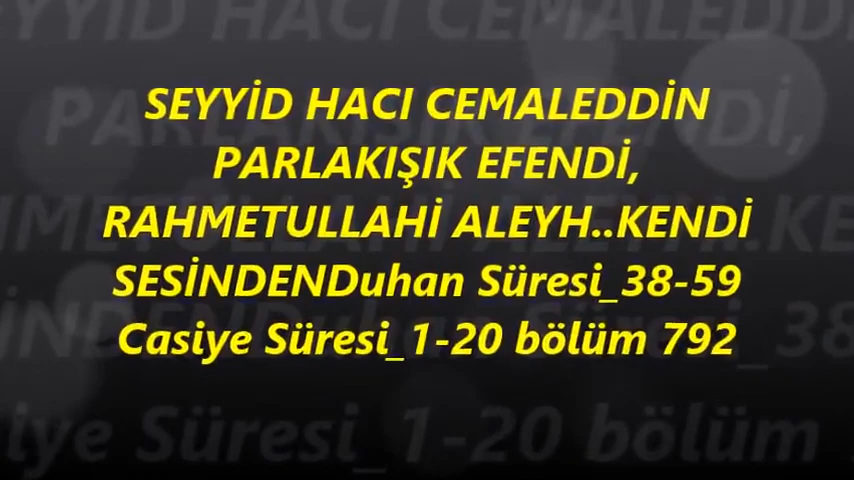 SEYYİD HACI CEMALEDDİN
PARLAKIŞIK EFENDİ,
RAHMETULLAHİ ALEYH..KENDİ
SESİNDENDuhan Süresi_38-59
Casiye Süresi_1-20 bölüm 792